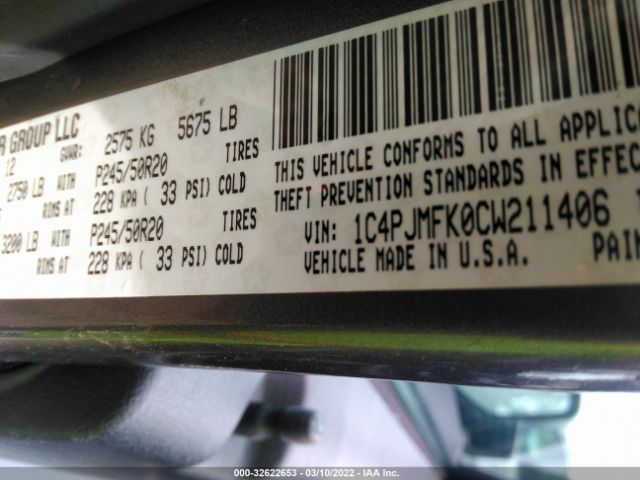 R GROUP LLC
12 GVWR: 2575 KG 5675 LB
2750 LB WITH P245/50R20 TIRES
RIMS AT 228 KPA ( 33 PSI) COLD
3200 LB WITH P245/50R20 TIRES
RIMS AT 228 KPA ( 33 PSI) COLD
THIS VEHICLE CONFORMS TO ALL APPLICA
THEFT PREVENTION STANDARDS IN EFFEC
VIN: 1C4PJMFK0CW211406
VEHICLE MADE IN U.S.A. PAIN
000-32622653 - 03/10/2022 - IAA Inc.